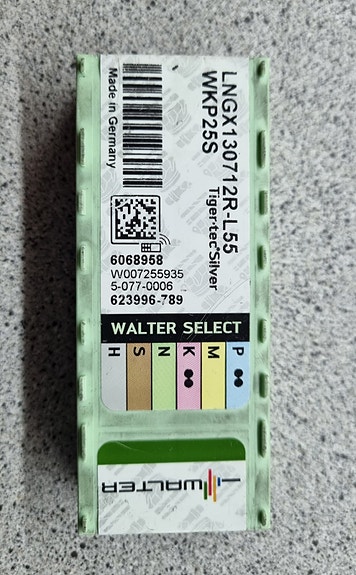 LNGX130712R-L55
WKP25S
Tiger·tec®Silver
Made in Germany
6068958
W007255935
5-077-0006
623996-789
WALTER SELECT
P
M
K
N
S
H
WALTER